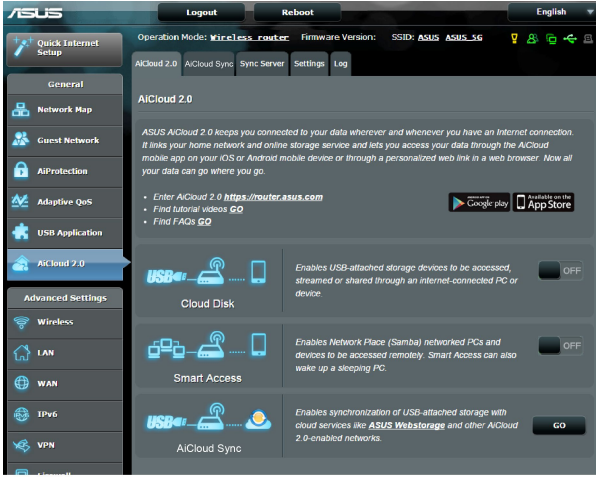 ASUS
Logout
Reboot
English
Quick Internet
Setup
Operation Mode: Wireless router Firmware Version: SSID: ASUS ASUS_5G
AiCloud 2.0
AiCloud Sync
Sync Server
Settings
Log
General
Network Map
Guest Network
AiProtection
Adaptive QoS
USB Application
AiCloud 2.0
Advanced Settings
Wireless
LAN
WAN
IPv6
VPN
AiCloud 2.0
ASUS AiCloud 2.0 keeps you connected to your data wherever and whenever you have an Internet connection.
It links your home network and online storage service and lets you access your data through the AiCloud
mobile app on your iOS or Android mobile device or through a personalized web link in a web browser. Now all
your data can go where you go.
• Enter AiCloud 2.0 https://router.asus.com
• Find tutorial videos GO
• Find FAQs GO
Google play
Available on the
App Store
USB
Cloud Disk
Enables USB-attached storage devices to be accessed,
streamed or shared through an internet-connected PC or
device.
OFF
Smart Access
Enables Network Place (Samba) networked PCs and
devices to be accessed remotely. Smart Access can also
wake up a sleeping PC.
OFF
USB
AiCloud Sync
Enables synchronization of USB-attached storage with
cloud services like ASUS Webstorage and other AiCloud
2.0-enabled networks.
GO